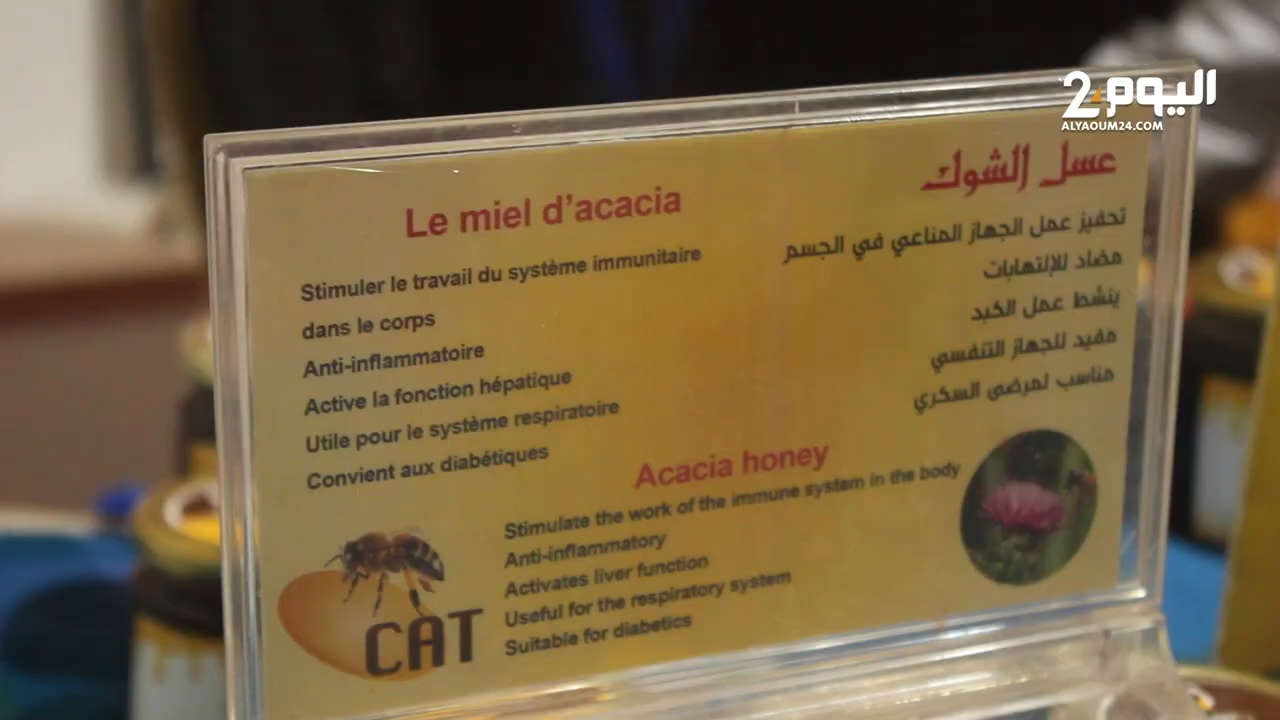 اليوم24
ALYAOUM24.COM
عسل الشوك
تحفيز عمل الجهاز المناعي في الجسم
مضاد للإلتهابات
ينشط عمل الكبد
مفيد للجهاز التنفسي
مناسب لمرضى السكري
Le miel d’acacia
Stimuler le travail du système immunitaire
dans le corps
Anti-inflammatoire
Active la fonction hépatique
Utile pour le système respiratoire
Convient aux diabétiques
Acacia honey
Stimulate the work of the immune system in the body
Anti-inflammatory
Activates liver function
Useful for the respiratory system
Suitable for diabetics
CAT